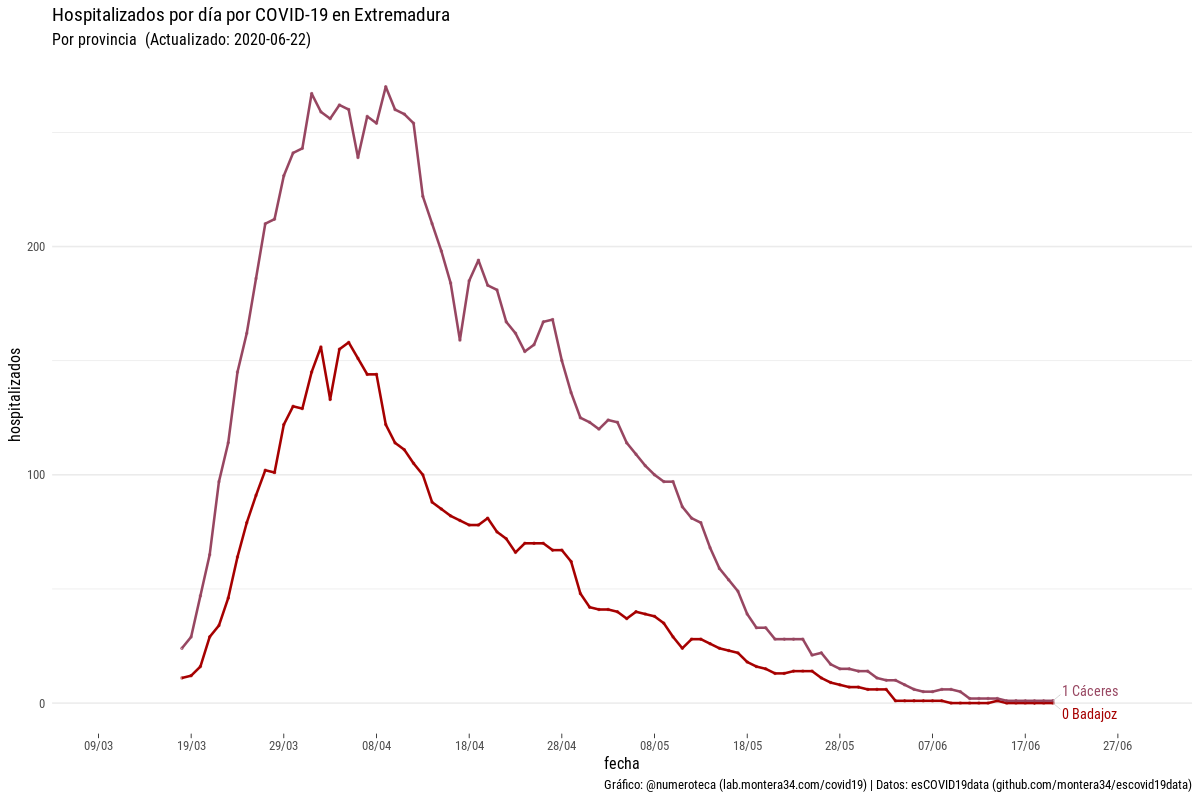 Hospitalizados por día por COVID-19 en Extremadura
Por provincia  (Actualizado: 2020-06-22)
hospitalizados
200
100
0
1 Cáceres
0 Badajoz
09/03 19/03 29/03 08/04 18/04 28/04 08/05 18/05 28/05 07/06 17/06 27/06
fecha
Gráfico: @numeroteca (lab.montera34.com/covid19) | Datos: esCOVID19data (github.com/montera34/escovid19data)